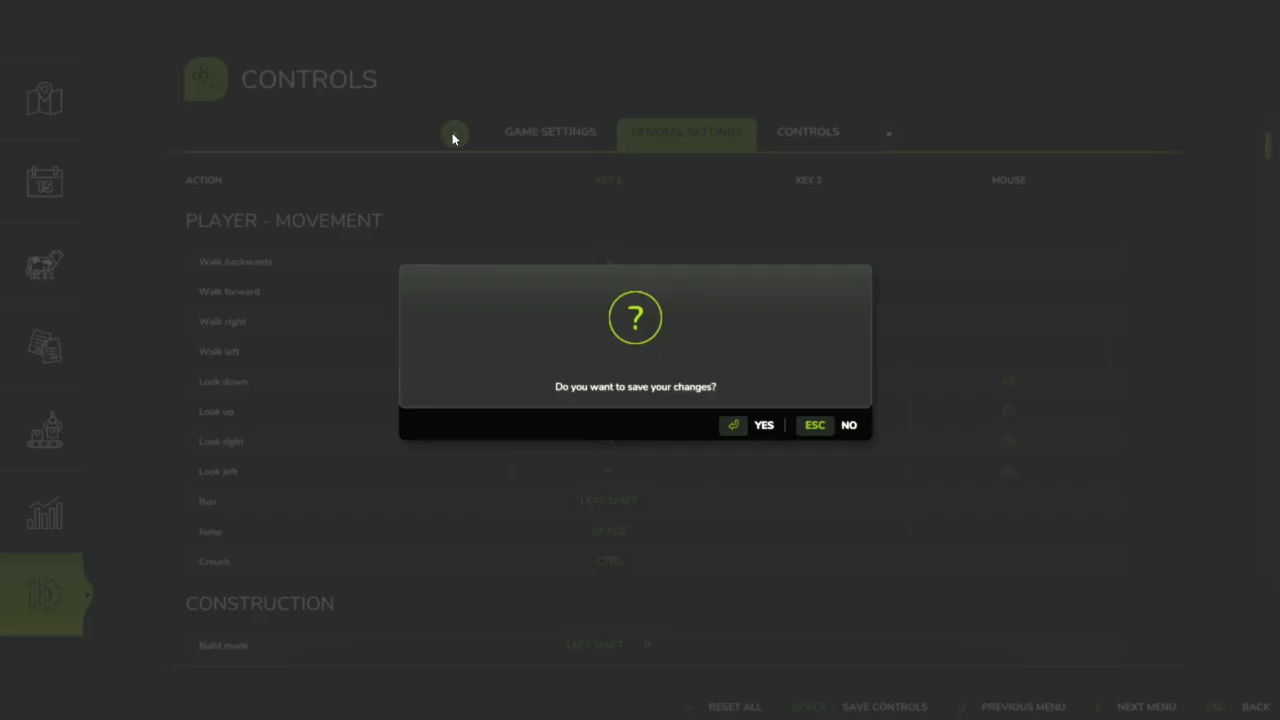 CONTROLS
GAME SETTINGS GENERAL SETTINGS CONTROLS
ACTION KEY 1 KEY 2 MOUSE
PLAYER - MOVEMENT
Walk backwards
Walk forward
Walk right
Walk left
Look down
Look up
Look right
Look left
Run LEFT SHIFT
Jump SPACE
Crouch CTRL
CONSTRUCTION
Build mode LEFT SHIFT P
15
?
Do you want to save your changes?
YES ESC NO
RESET ALL SPACE SAVE CONTROLS Q PREVIOUS MENU E NEXT MENU ESC BACK